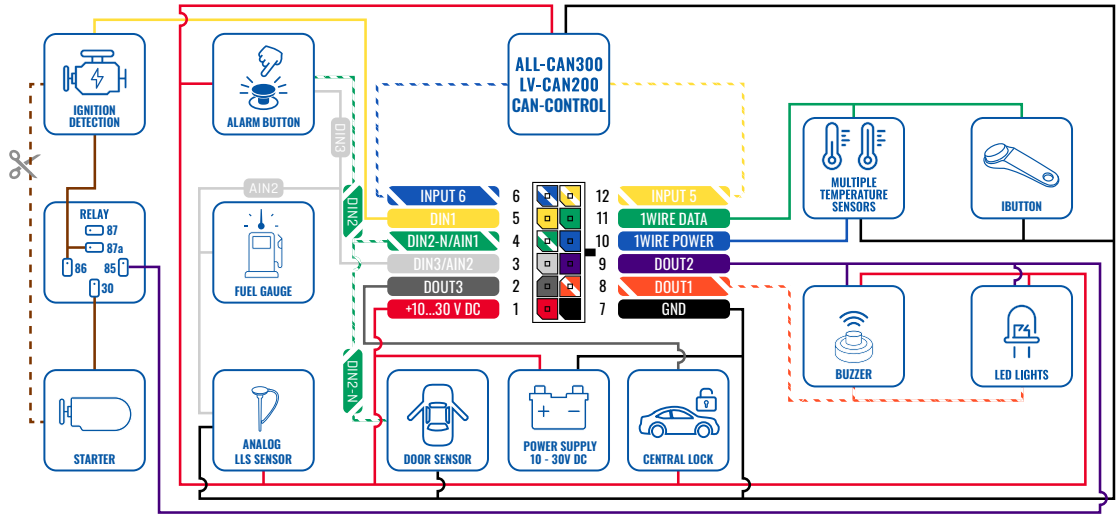 ALL-CAN300
LV-CAN200
CAN-CONTROL
IGNITION
DETECTION
ALARM BUTTON
DIN3
AIN2
DIN2
MULTIPLE
TEMPERATURE
SENSORS
IBUTTON
INPUT 6
6
12
INPUT 5
DIN1
5
11
1WIRE DATA
DIN2-N/AIN1
4
10
1WIRE POWER
DIN3/AIN2
3
9
DOUT2
DOUT3
2
8
DOUT1
+10...30 V DC
1
7
GND
RELAY
87
87a
86
85
30
FUEL GAUGE
DIN2-N
BUZZER
LED LIGHTS
STARTER
ANALOG
LLS SENSOR
DOOR SENSOR
POWER SUPPLY
10 - 30V DC
CENTRAL LOCK